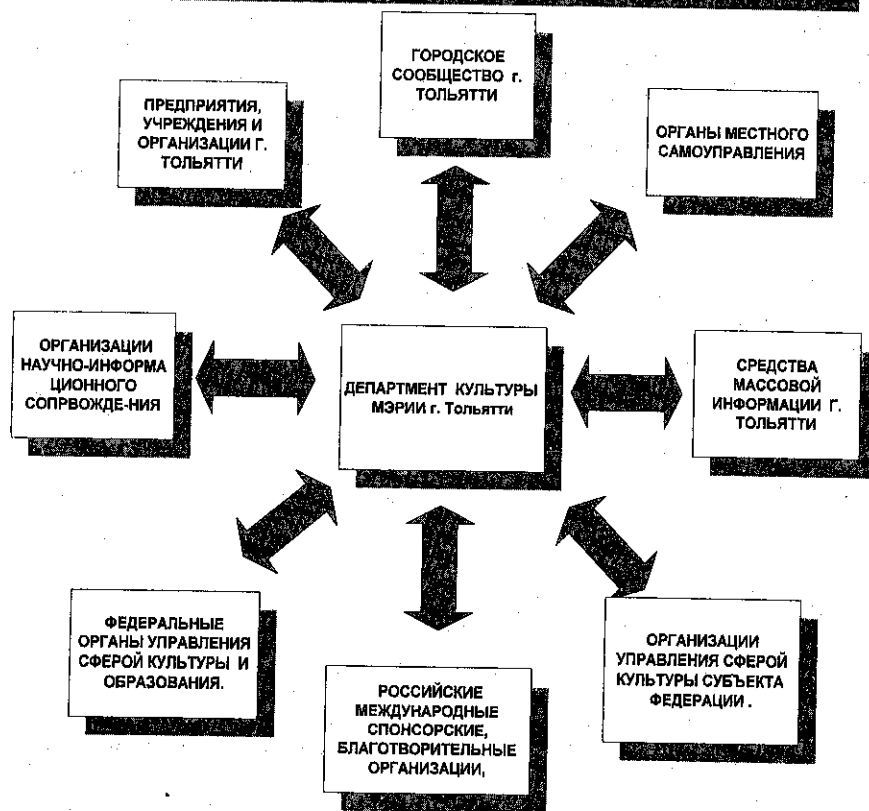 ГОРОДСКОЕ
СООБЩЕСТВО г.
ТОЛЬЯТТИ
ПРЕДПРИЯТИЯ,
УЧРЕЖДЕНИЯ И
ОРГАНИЗАЦИИ Г.
ТОЛЬЯТТИ
ОРГАНЫ МЕСТНОГО
САМОУПРАВЛЕНИЯ
ОРГАНИЗАЦИИ
НАУЧНО-ИНФОРМА
ЦИОННОГО
СОПРВОЖДЕ-НИЯ
ДЕПАРТМЕНТ КУЛЬТУРЫ
МЭРИИ г. Тольятти
СРЕДСТВА
МАССОВОЙ
ИНФОРМАЦИИ Г.
ТОЛЬЯТТИ
ФЕДЕРАЛЬНЫЕ
ОРГАНЫ УПРАВЛЕНИЯ
СФЕРОЙ КУЛЬТУРЫ И
ОБРАЗОВАНИЯ.
РОССИЙСКИЕ
МЕЖДУНАРОДНЫЕ
СПОНСОРСКИЕ,
БЛАГОТВОРИТЕЛЬНЫЕ
ОРГАНИЗАЦИИ,
ОРГАНИЗАЦИИ
УПРАВЛЕНИЯ СФЕРОЙ
КУЛЬТУРЫ СУБЪЕКТА
ФЕДЕРАЦИИ .